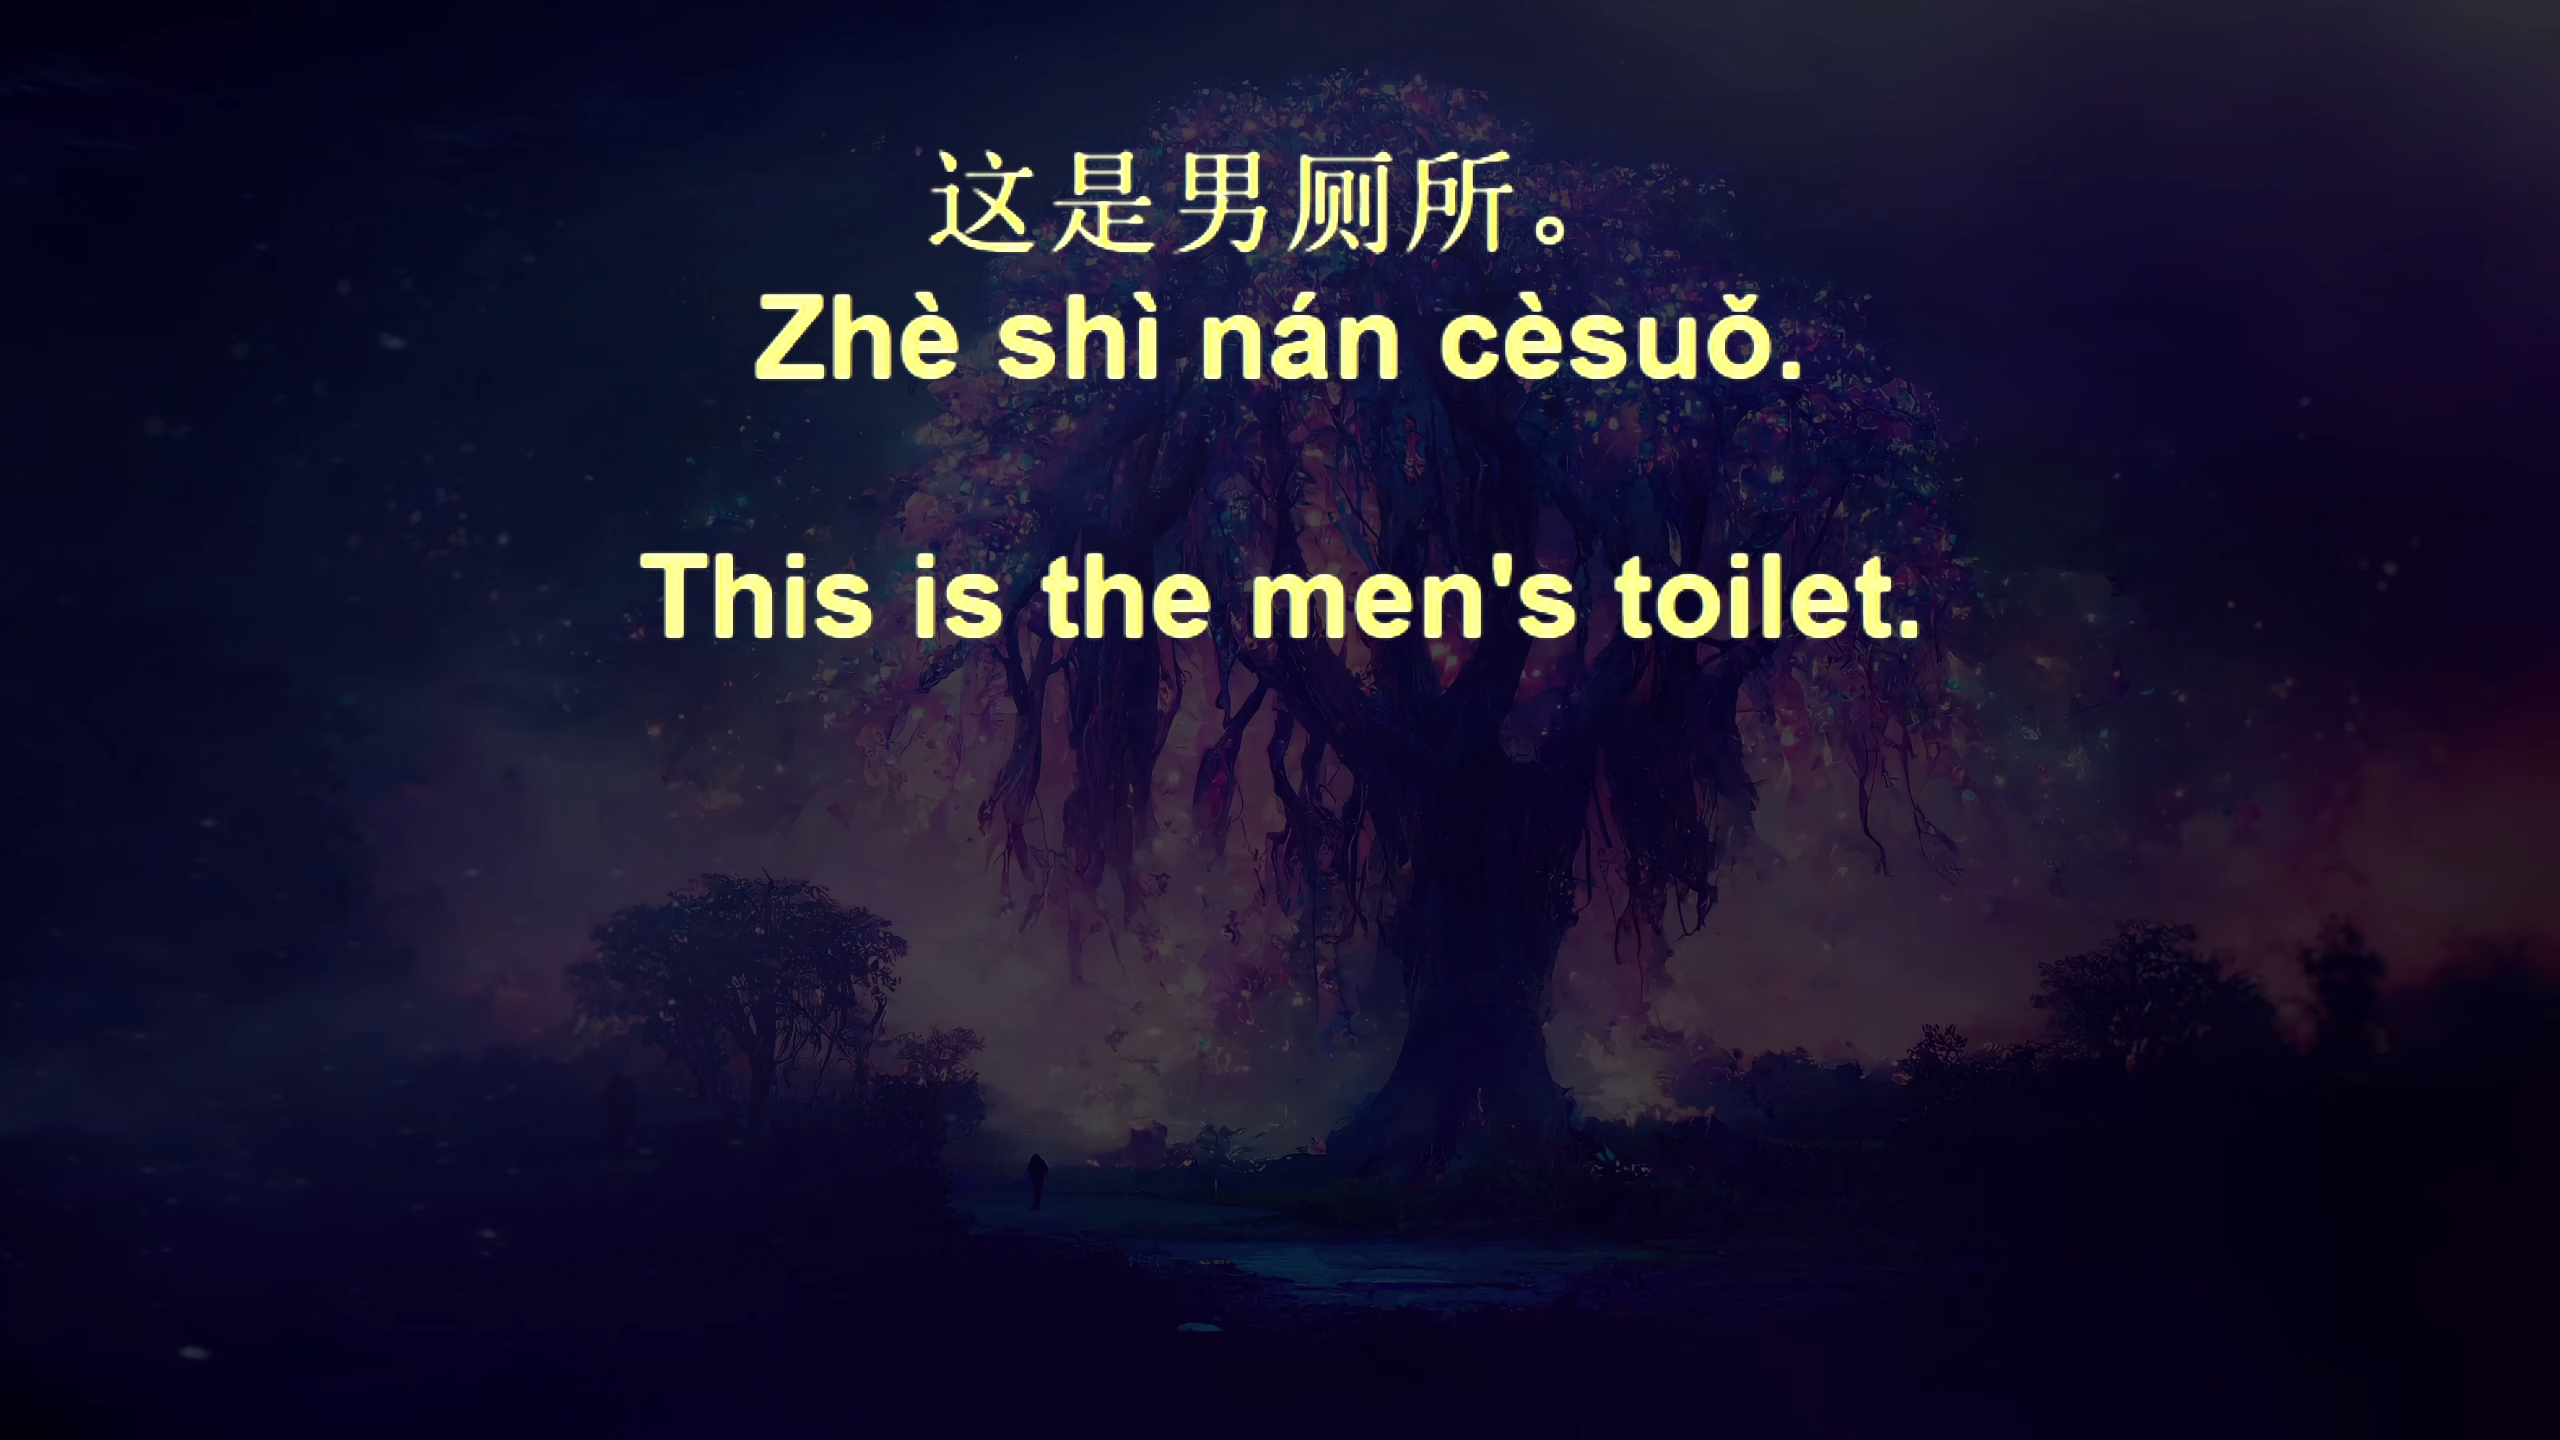 这是男厕所。
Zhè shì nán cèsuǒ.
This is the men's toilet.